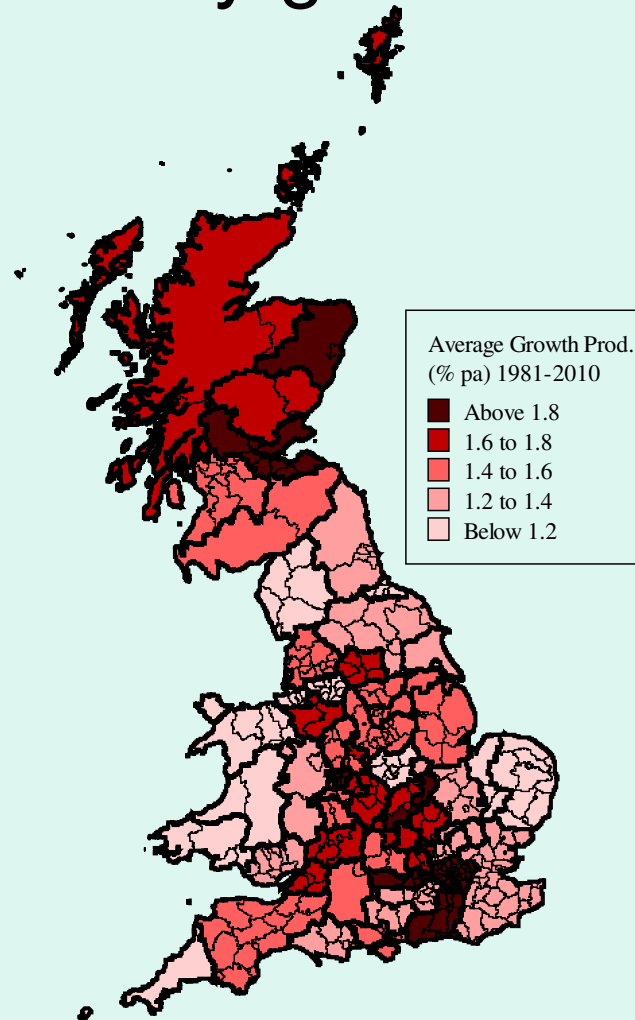 Average Growth Prod.
(% pa) 1981-2010
Above 1.8
1.6 to 1.8
1.4 to 1.6
1.2 to 1.4
Below 1.2